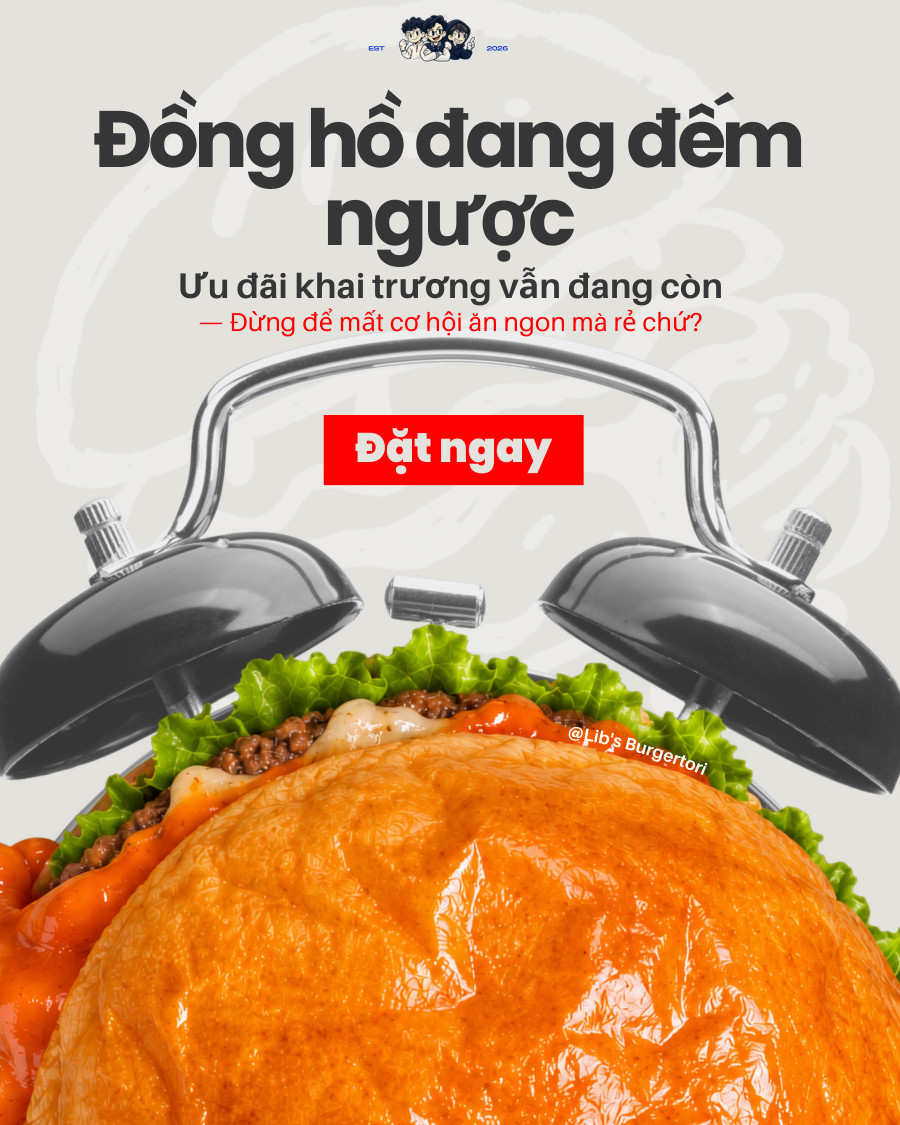 EST 2026
Đồng hồ đang đếm
ngược
Ưu đãi khai trương vẫn đang còn
— Đừng để mất cơ hội ăn ngon mà rẻ chứ?
Đặt ngay
@Lib's Burgertori